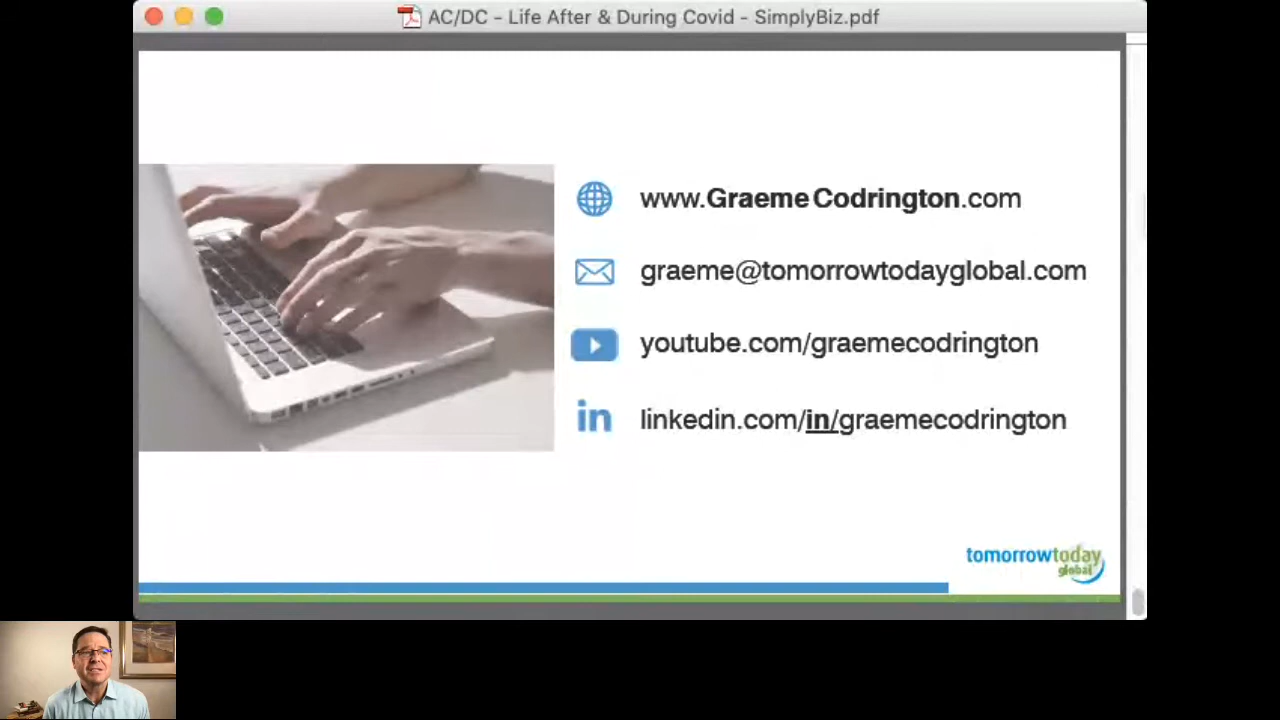 AC/DC - Life After & During Covid - SimplyBiz.pdf
www.GraemeCodrington.com
graeme@tomorrowtodayglobal.com
youtube.com/graemecodrington
in linkedin.com/in/graemecodrington
tomorrowtoday
global